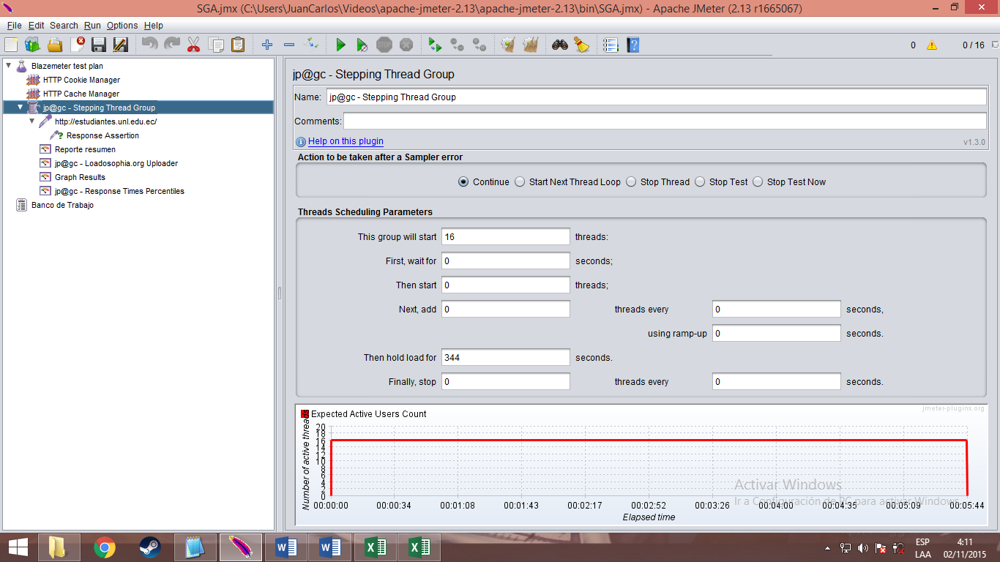 SGA.jmx (C:\Users\JuanCarlos\Videos\apache-jmeter-2.13\apache-jmeter-2.13\bin\SGA.jmx) - Apache JMeter (2.13 r1665067)
File Edit Search Run Options Help
STOP
0 0 / 16
Blazemeter test plan
HTTP Cookie Manager
HTTP Cache Manager
jp@gc - Stepping Thread Group
http://estudiantes.unl.edu.ec/
Response Assertion
Reporte resumen
jp@gc - Loadosophia.org Uploader
Graph Results
jp@gc - Response Times Percentiles
Banco de Trabajo
jp@gc - Stepping Thread Group
Name: jp@gc - Stepping Thread Group
Comments:
Help on this plugin v1.3.0
Action to be taken after a Sampler error
Continue Start Next Thread Loop Stop Thread Stop Test Stop Test Now
Threads Scheduling Parameters
This group will start 16 threads:
First, wait for 0 seconds;
Then start 0 threads;
Next, add 0 threads every 0 seconds,
using ramp-up 0 seconds.
Then hold load for 344 seconds.
Finally, stop 0 threads every 0 seconds.
jmeter-plugins.org
Expected Active Users Count
Number of active threads
20
18
16
14
12
10
8
6
4
2
0
00:00:00 00:00:34 00:01:08 00:01:43 00:02:17 00:02:52 00:03:26 00:04:00 00:04:35 00:05:09 00:05:44
Elapsed time
Activar Windows
Ir a Configuración de PC para activar Windows.
ESP 4:11
LAA 02/11/2015